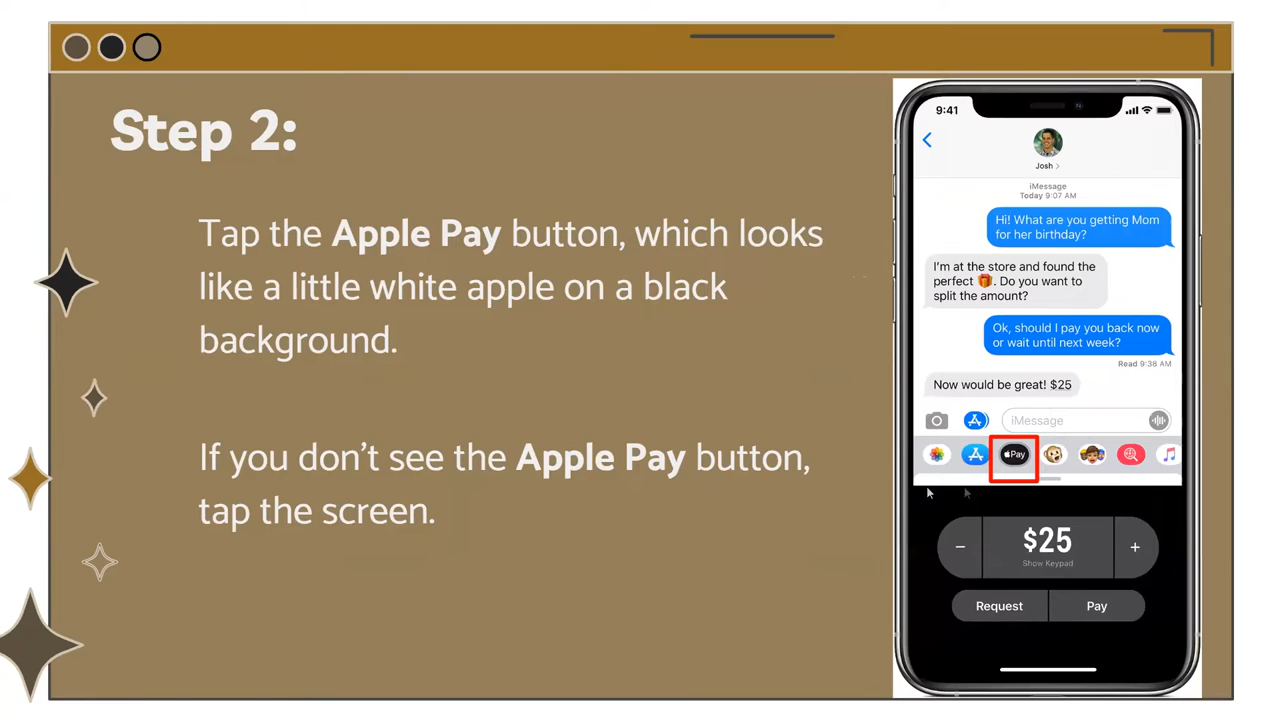 Step 2:
Tap the Apple Pay button, which looks
like a little white apple on a black
background.
If you don't see the Apple Pay button,
tap the screen.
9:41
Josh >
iMessage
Today 9:07 AM
Hi! What are you getting Mom
for her birthday?
I'm at the store and found the
perfect 🎁. Do you want to
split the amount?
Ok, should I pay you back now
or wait until next week?
Read 9:38 AM
Now would be great! $25
iMessage
Pay
− $25 +
Show Keypad
Request Pay